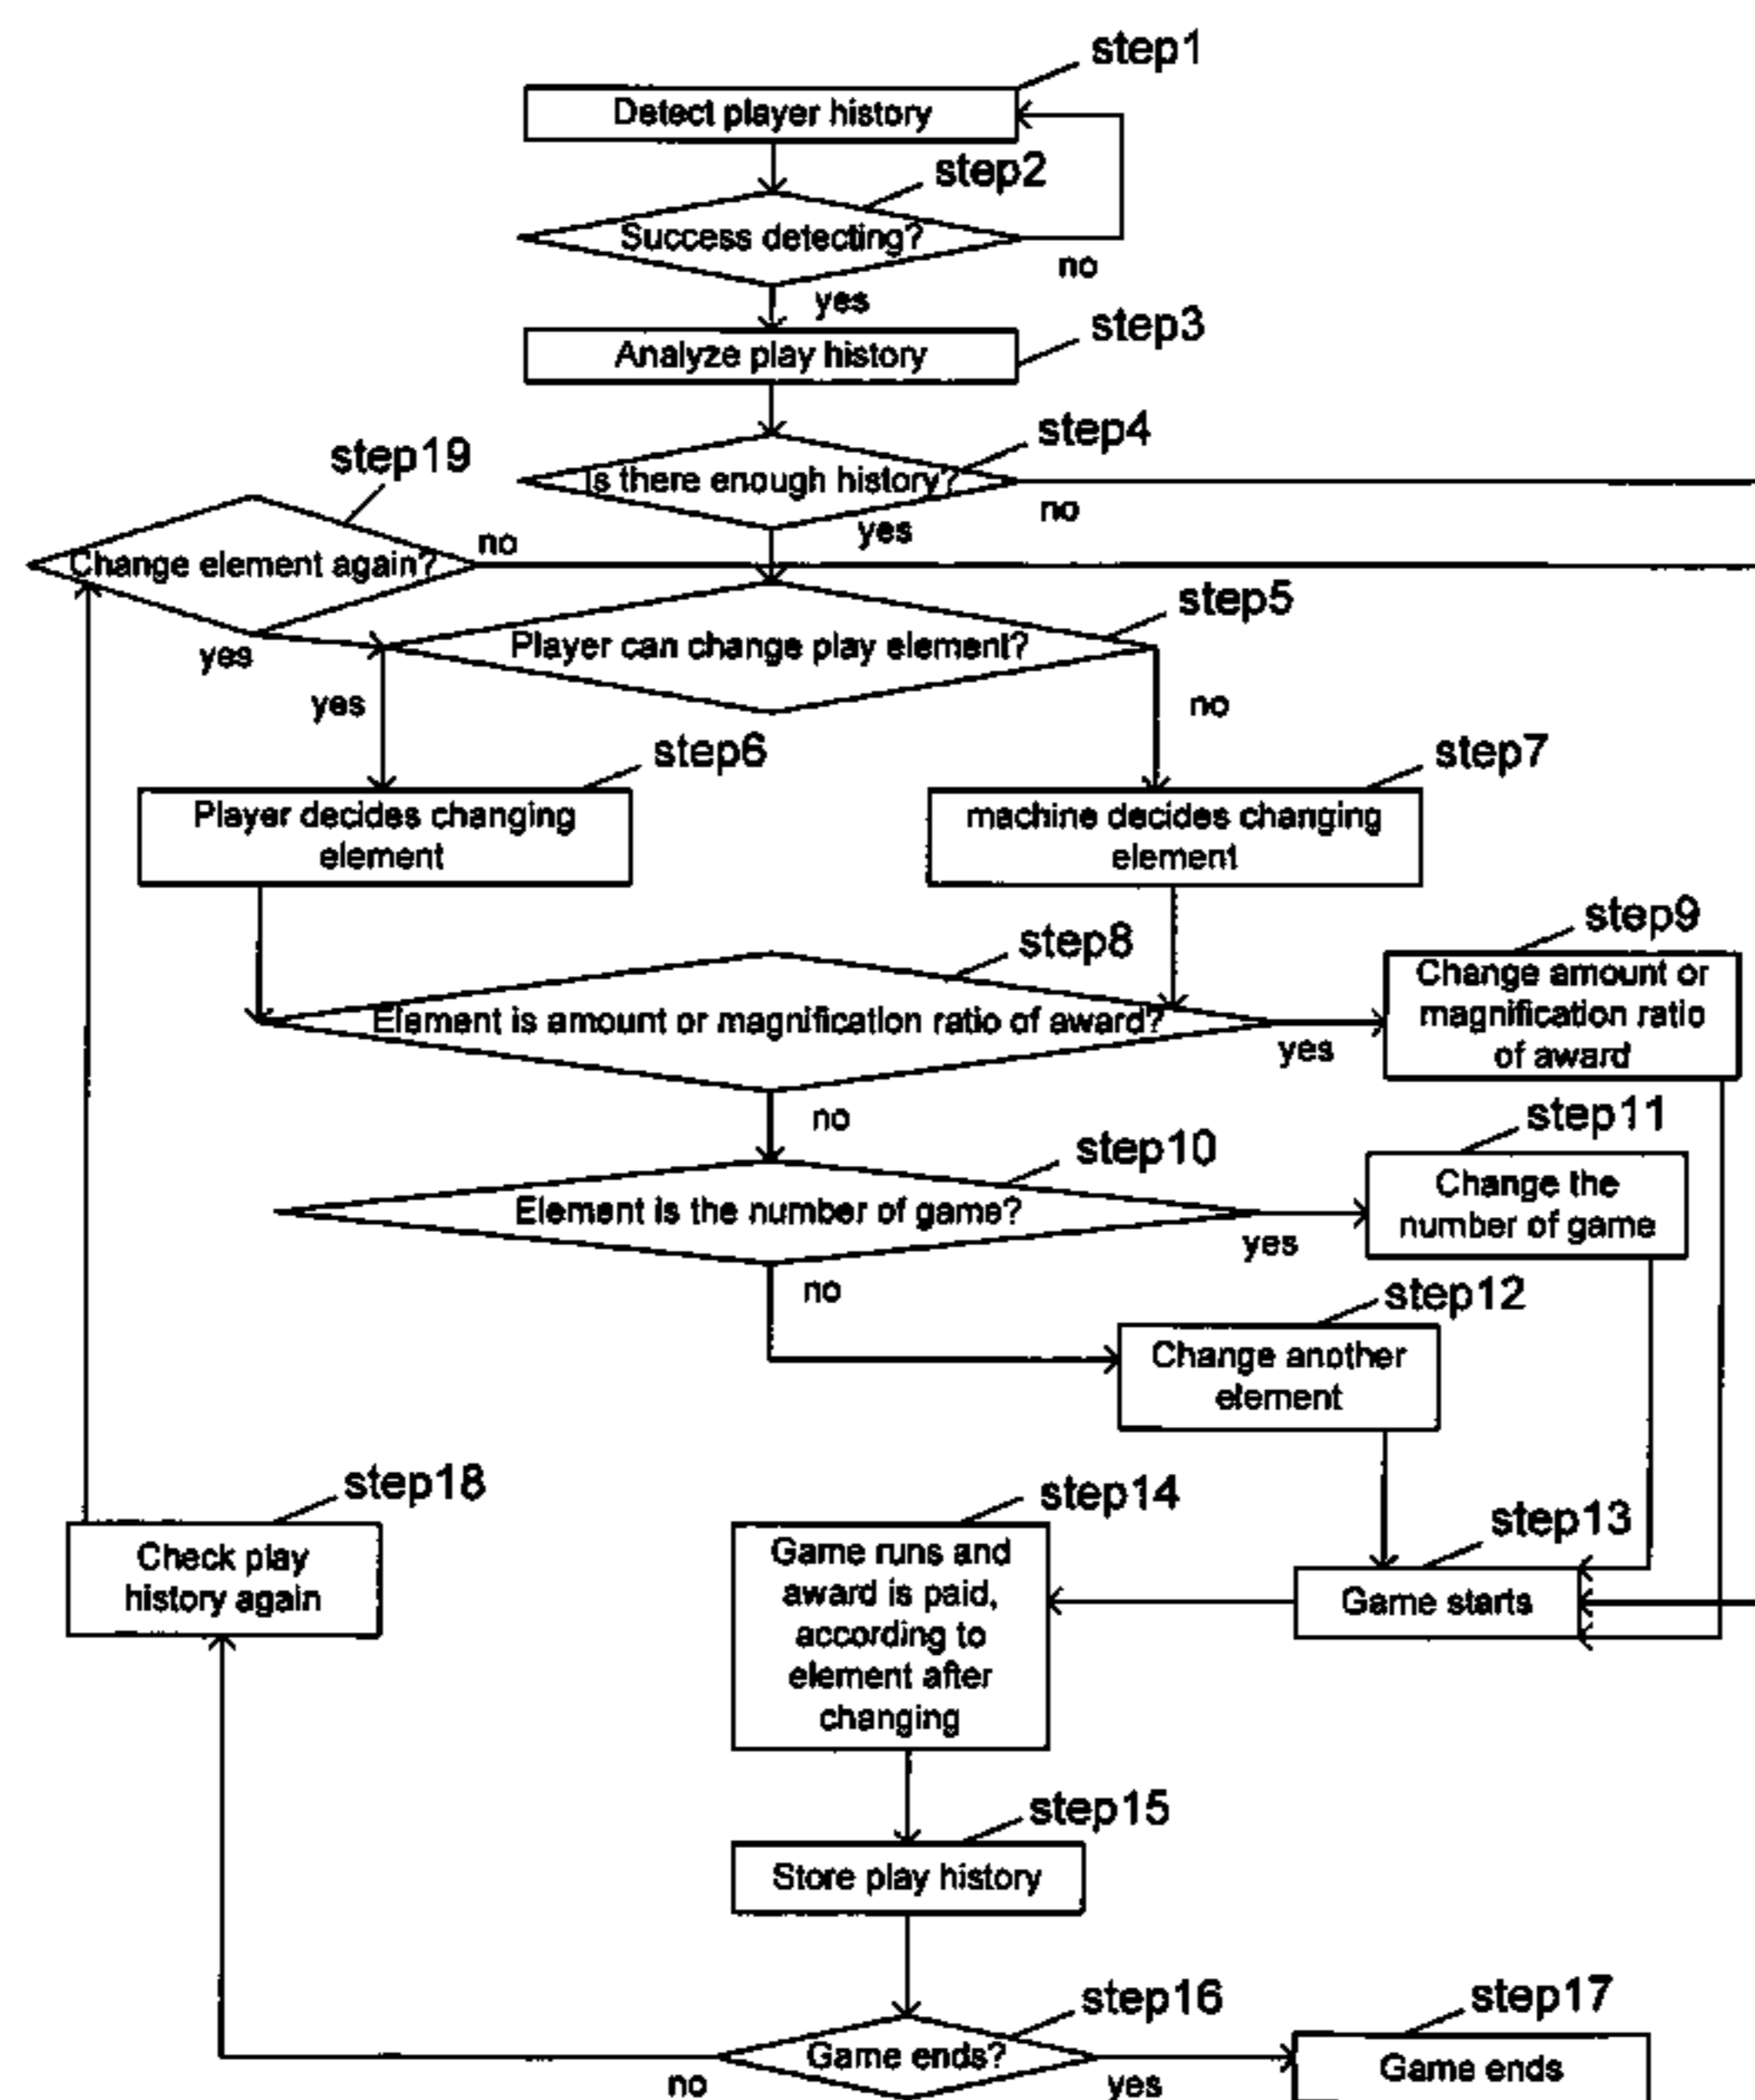 step1
Detect player history
step2
Success detecting?
no
yes
step3
Analyze play history
step4
step19
Is there enough history?
no
yes
no
Change element again?
step5
Player can change play element?
yes
yes
no
step6
step7
Player decides changing
element
machine decides changing
element
step9
step8
Change amount or
magnification ratio
of award
Element is amount or magnification ratio of award?
yes
no
step11
step10
Change the
number of game
Element is the number of game?
yes
no
step12
Change another
element
step18
step14
step13
Check play
history again
Game runs and
award is paid,
according to
element after
changing
Game starts
step15
Store play history
step16
step17
Game ends?
Game ends
no
yes